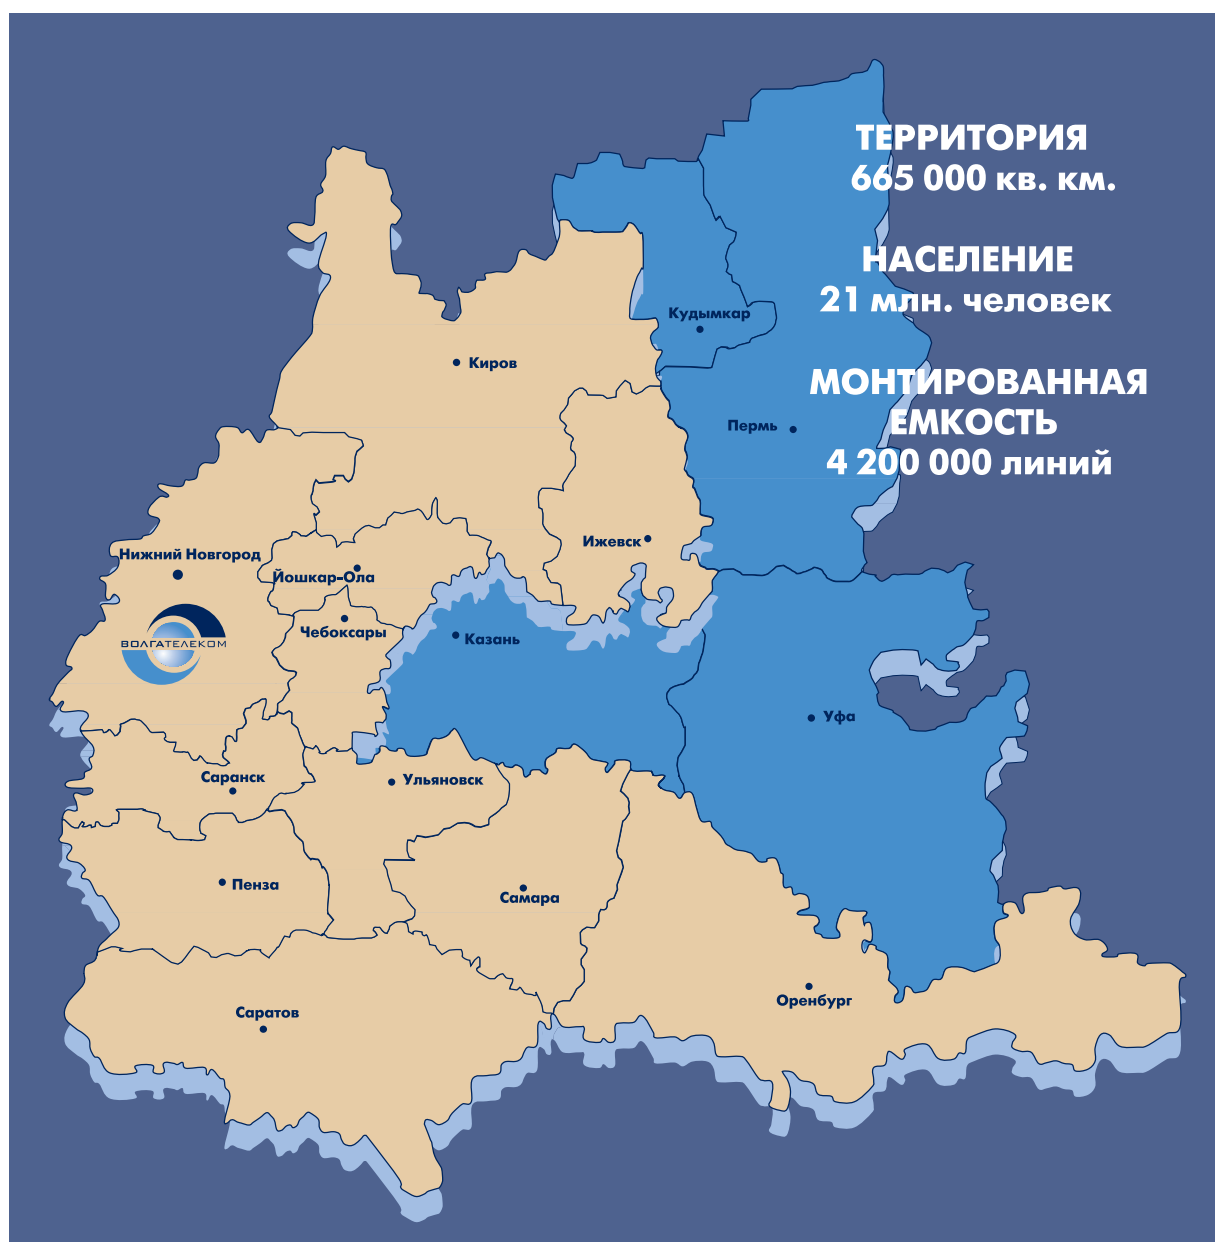 ТЕРРИТОРИЯ
665 000 кв. км.
НАСЕЛЕНИЕ
21 млн. человек
Кудымкар
Киров
МОНТИРОВАННАЯ
ЕМКОСТЬ
4 200 000 линий
Пермь
Ижевск
Нижний Новгород
Йошкар-Ола
Чебоксары
Казань
ВОЛГАТЕЛЕКОМ
Уфа
Саранск
Ульяновск
Пенза
Самара
Оренбург
Саратов